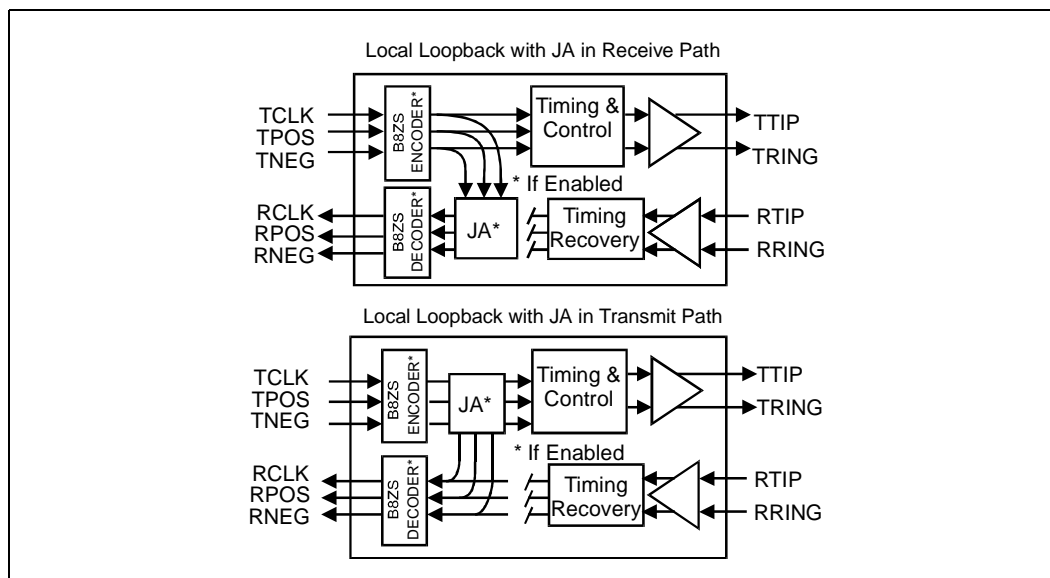 Local Loopback with JA in Receive Path
TCLK
TPOS
TNEG
B8ZS
ENCODER*
Timing &
Control
TTIP
TRING
* If Enabled
RCLK
RPOS
RNEG
B8ZS
DECODER*
JA*
Timing
Recovery
RTIP
RRING
Local Loopback with JA in Transmit Path
TCLK
TPOS
TNEG
B8ZS
ENCODER*
JA*
Timing &
Control
TTIP
TRING
* If Enabled
RCLK
RPOS
RNEG
B8ZS
DECODER*
Timing
Recovery
RTIP
RRING